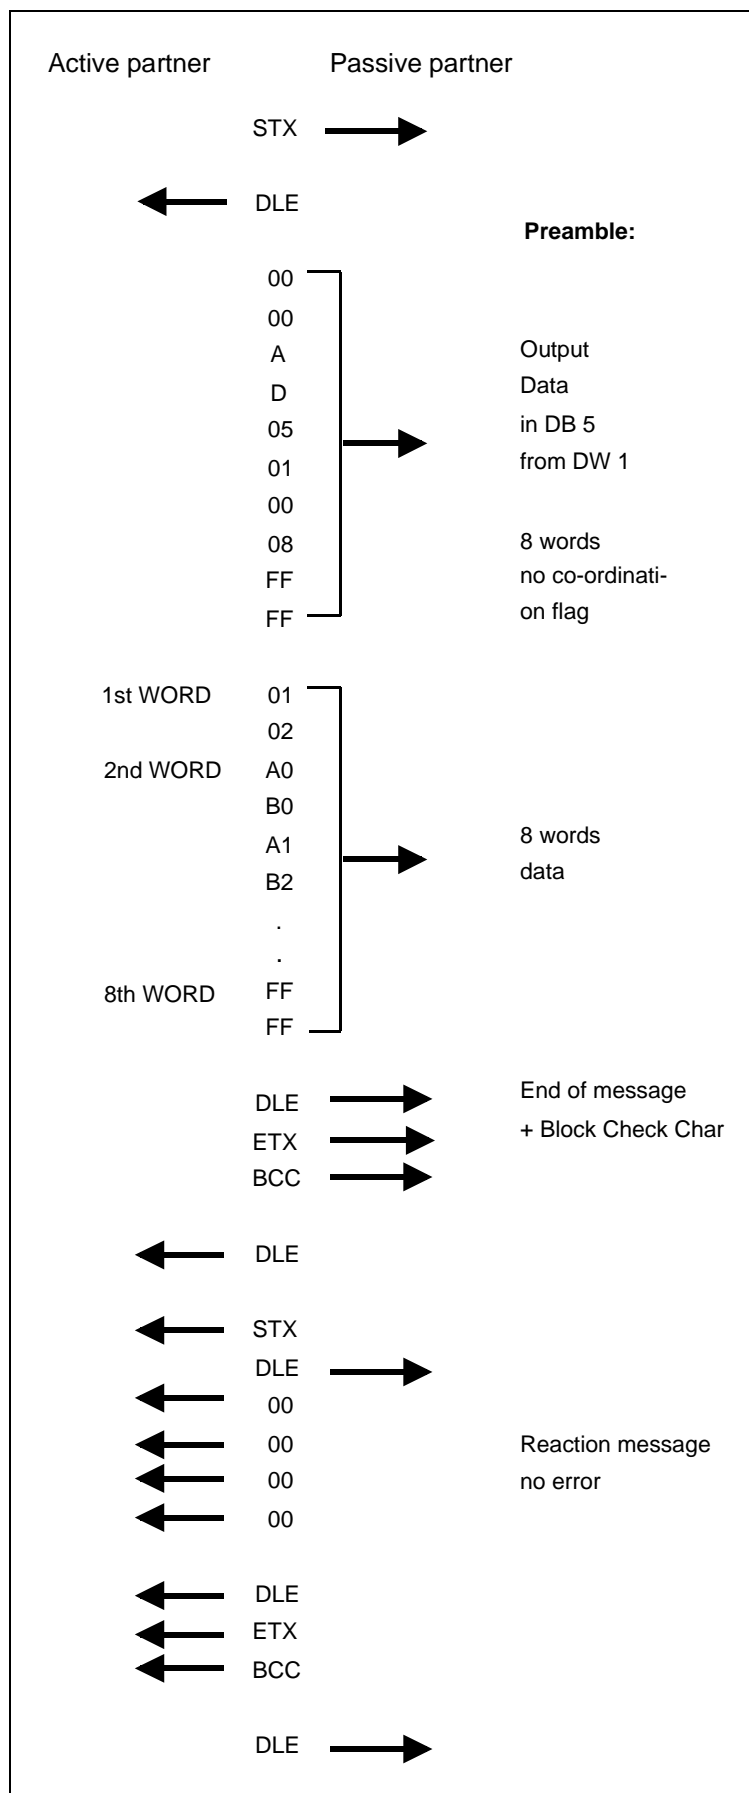 Active partner Passive partner
STX
DLE
Preamble:
00
00
A Output
D Data
05 in DB 5
01 from DW 1
00
08 8 words
FF no co-ordinati-
FF on flag
1st WORD 01
02
2nd WORD A0
B0
A1 8 words
B2 data
.
.
8th WORD FF
FF
DLE End of message
ETX + Block Check Char
BCC
DLE
STX
DLE
00
00 Reaction message
00 no error
00
DLE
ETX
BCC
DLE